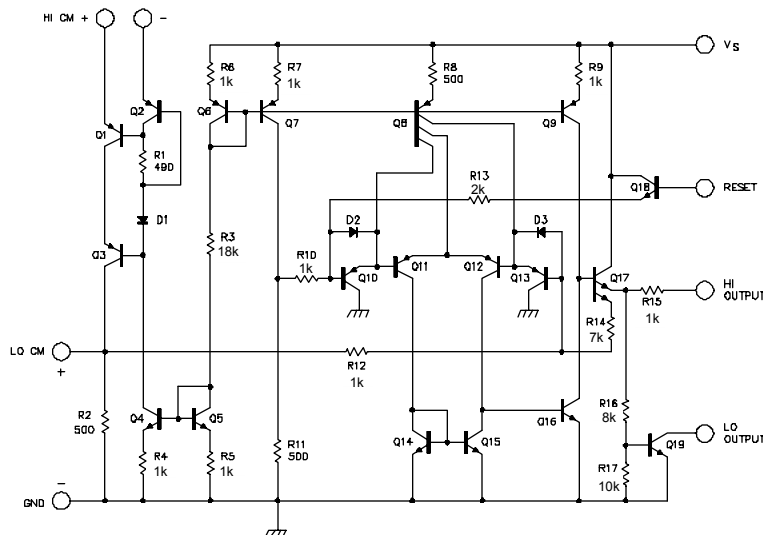 HI CM +
-
VS
R6
1k
R7
1k
R8
500
R9
1k
Q1
Q2
Q6
Q7
Q8
Q9
R1
490
R13
2k
Q18
RESET
D1
D2
D3
R3
18k
Q3
R10
1k
Q10
Q11
Q12
Q13
Q17
HI
OUTPUT
R15
1k
R14
7k
LO CM
+
R12
1k
R2
500
Q4
Q5
Q14
Q15
Q16
R16
8k
Q19
LO
OUTPUT
R4
1k
R5
1k
R11
500
R17
10k
-
GND